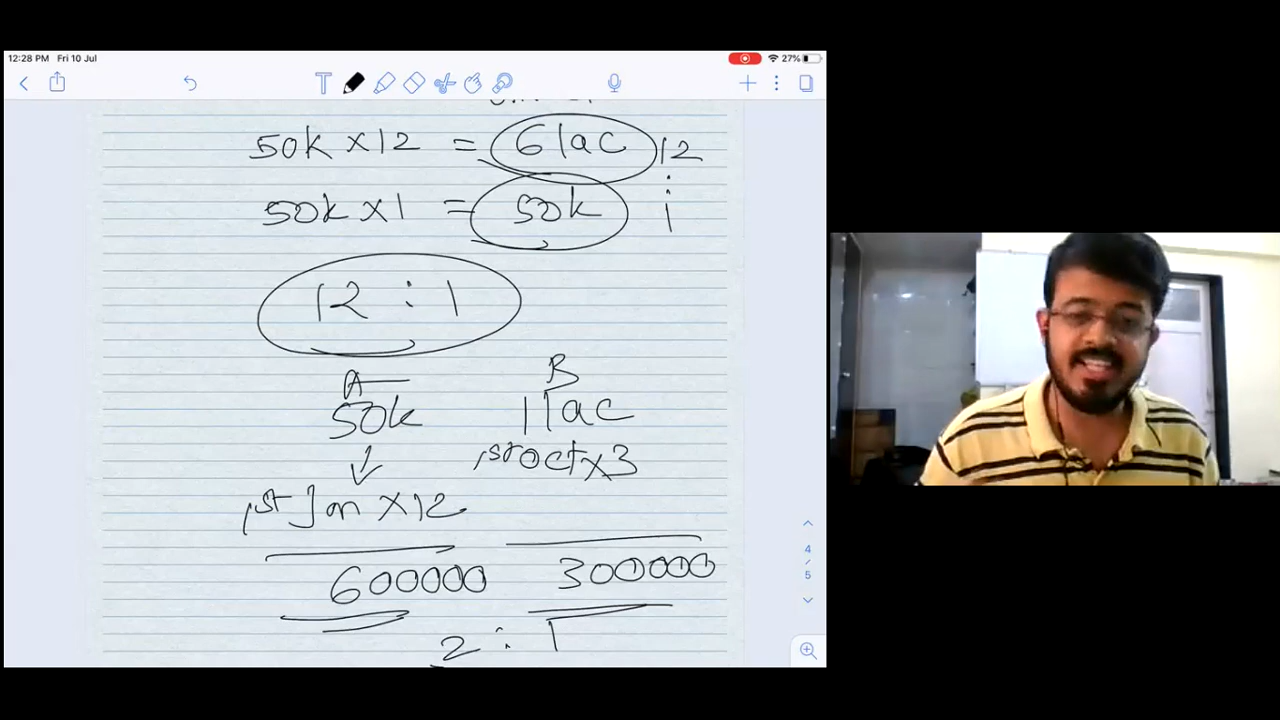 12:28 PM Fri 10 Jul
27%
T
50k x 12 = 6 lac 12
:
50k x 1 = 50k 1
12 : 1
A B
50k 1 lac
1st Oct x 3
1st Jan x 12
4
/
5
600000 300000
2 : 1